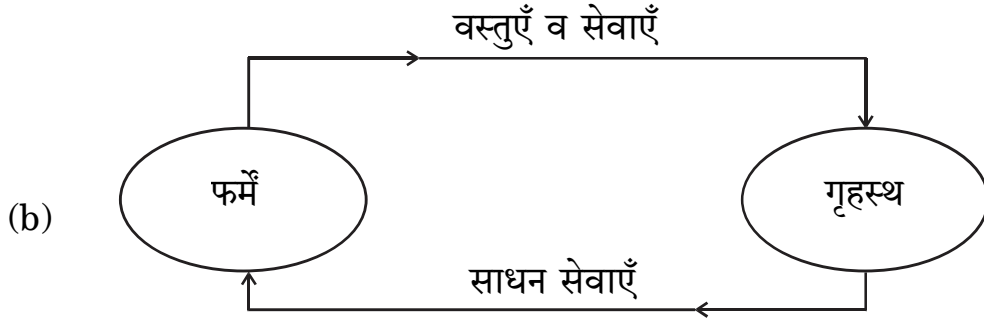 वस्तुएँ व सेवाएँ
फर्में
गृहस्थ
(b)
साधन सेवाएँ